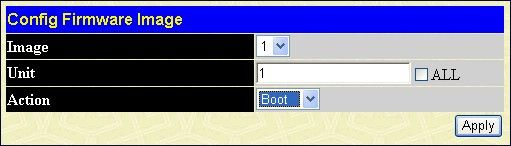 Config Firmware Image
Image 1
Unit 1 ALL
Action Boot
Apply